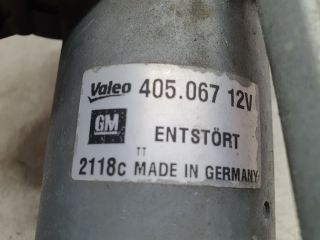 Valeo 405.067 12V
GM ENTSTÖRT
TT
2118c MADE IN GERMANY